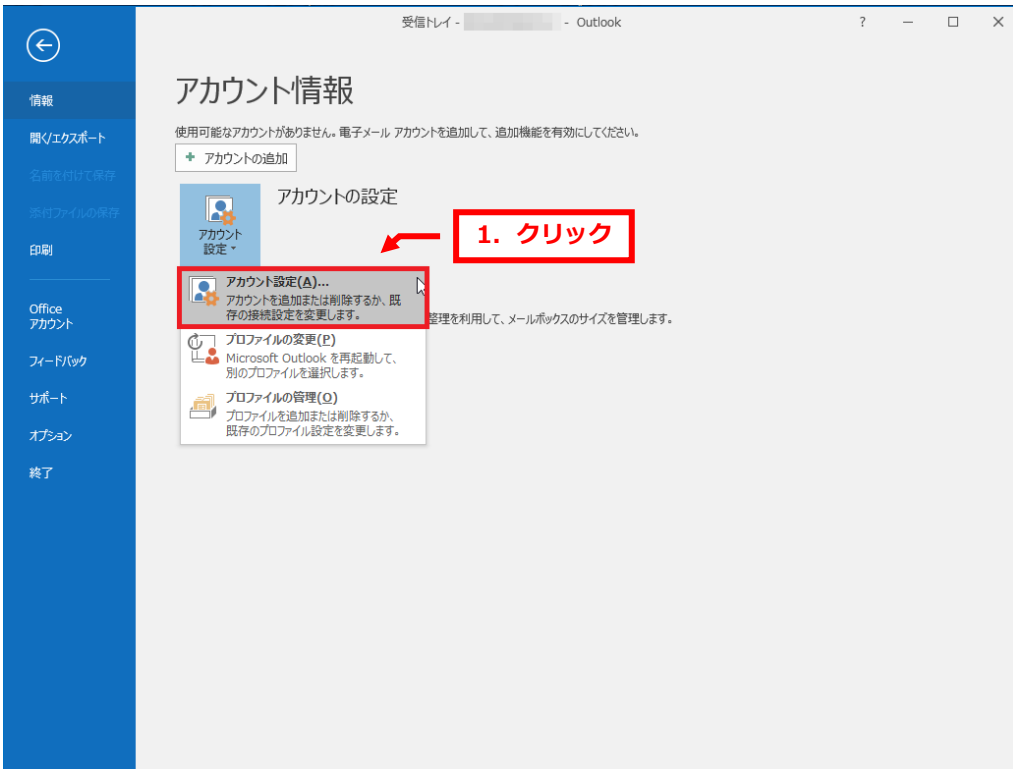 受信トレイ - - Outlook
?
情報
開く/エクスポート
名前を付けて保存
添付ファイルの保存
印刷
Office
アカウント
フィードバック
サポート
オプション
終了
アカウント情報
使用可能なアカウントがありません。電子メール アカウントを追加して、追加機能を有効にしてください。
+ アカウントの追加
アカウント
設定
アカウントの設定
1. クリック
アカウント設定(A)...
アカウントを追加または削除するか、既
存の接続設定を変更します。
整理を利用して、メールボックスのサイズを管理します。
プロファイルの変更(P)
Microsoft Outlook を再起動して、
別のプロファイルを選択します。
プロファイルの管理(O)
プロファイルを追加または削除するか、
既存のプロファイル設定を変更します。